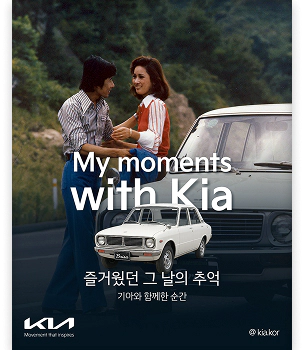 My moments
with Kia
즐거웠던 그 날의 추억
기아와 함께한 순간
KIA
Movement that inspires
@ kia.kor